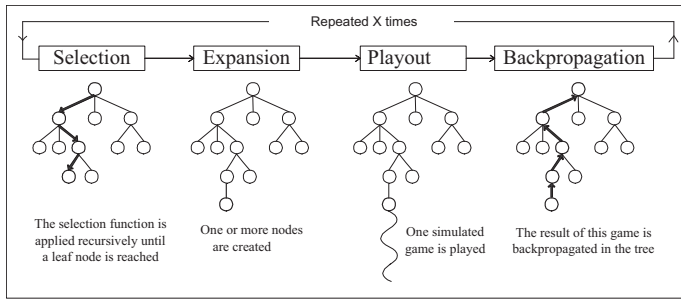 Repeated X times
Selection
Expansion
Playout
Backpropagation
The selection function is
applied recursively until
a leaf node is reached
One or more nodes
are created
One simulated
game is played
The result of this game is
backpropagated in the tree